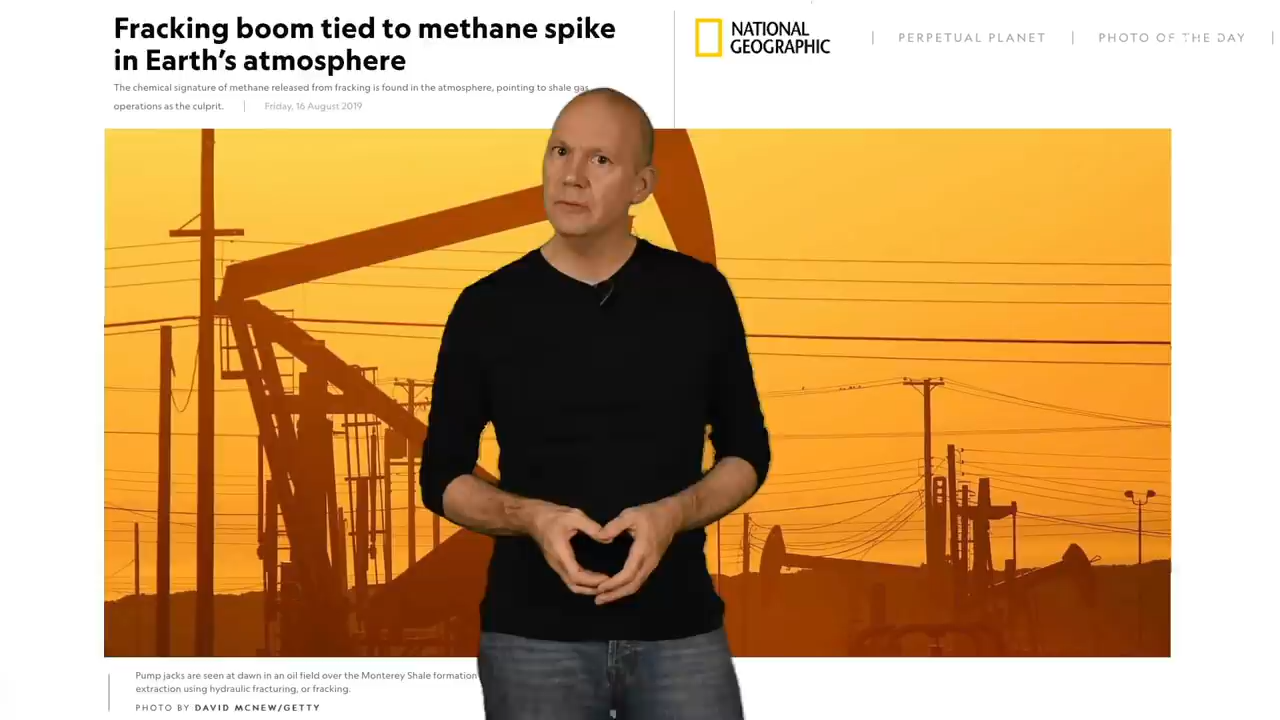 Fracking boom tied to methane spike
in Earth's atmosphere
The chemical signature of methane released from fracking is found in the atmosphere, pointing to shale gas
operations as the culprit. | Friday, 16 August 2019
NATIONAL
GEOGRAPHIC
| PERPETUAL PLANET | PHOTO OF THE DAY |
Pump jacks are seen at dawn in an oil field over the Monterey Shale formation
extraction using hydraulic fracturing, or fracking.
PHOTO BY DAVID MCNEW/GETTY